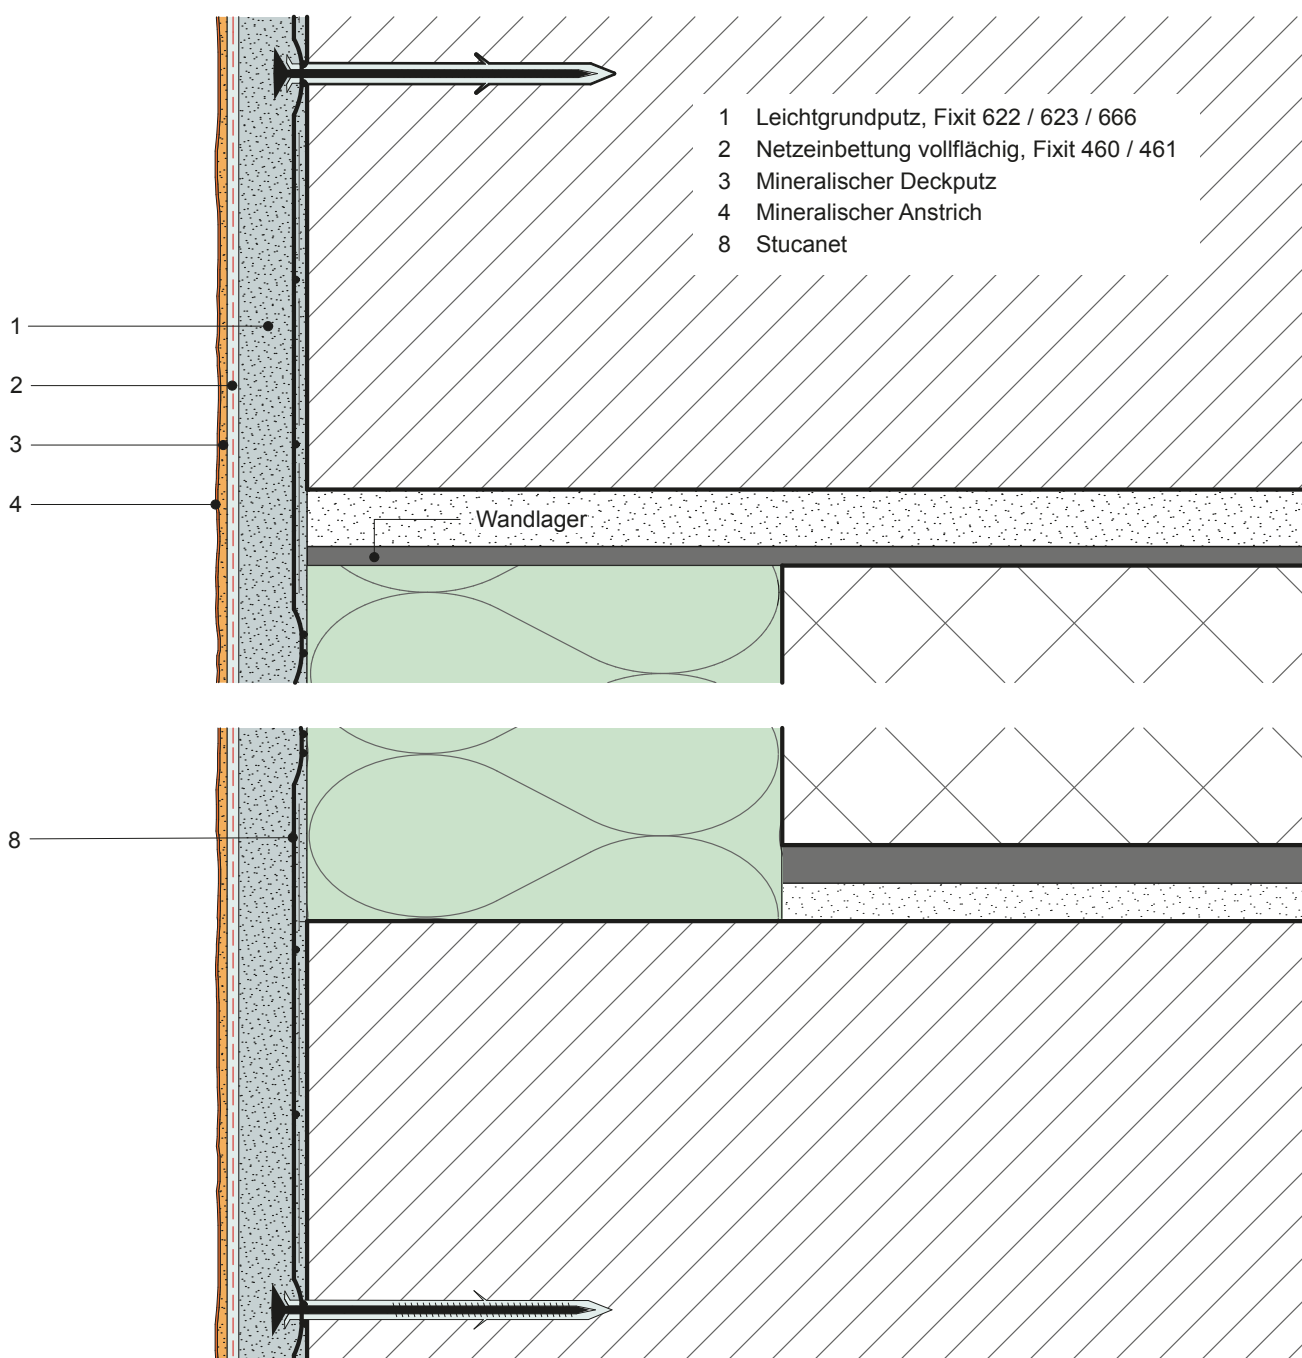 1 Leichtgrundputz, Fixit 622 / 623 / 666
2 Netzeinbettung vollflächig, Fixit 460 / 461
3 Mineralischer Deckputz
4 Mineralischer Anstrich
8 Stucanet
1
2
3
4
Wandlager
8